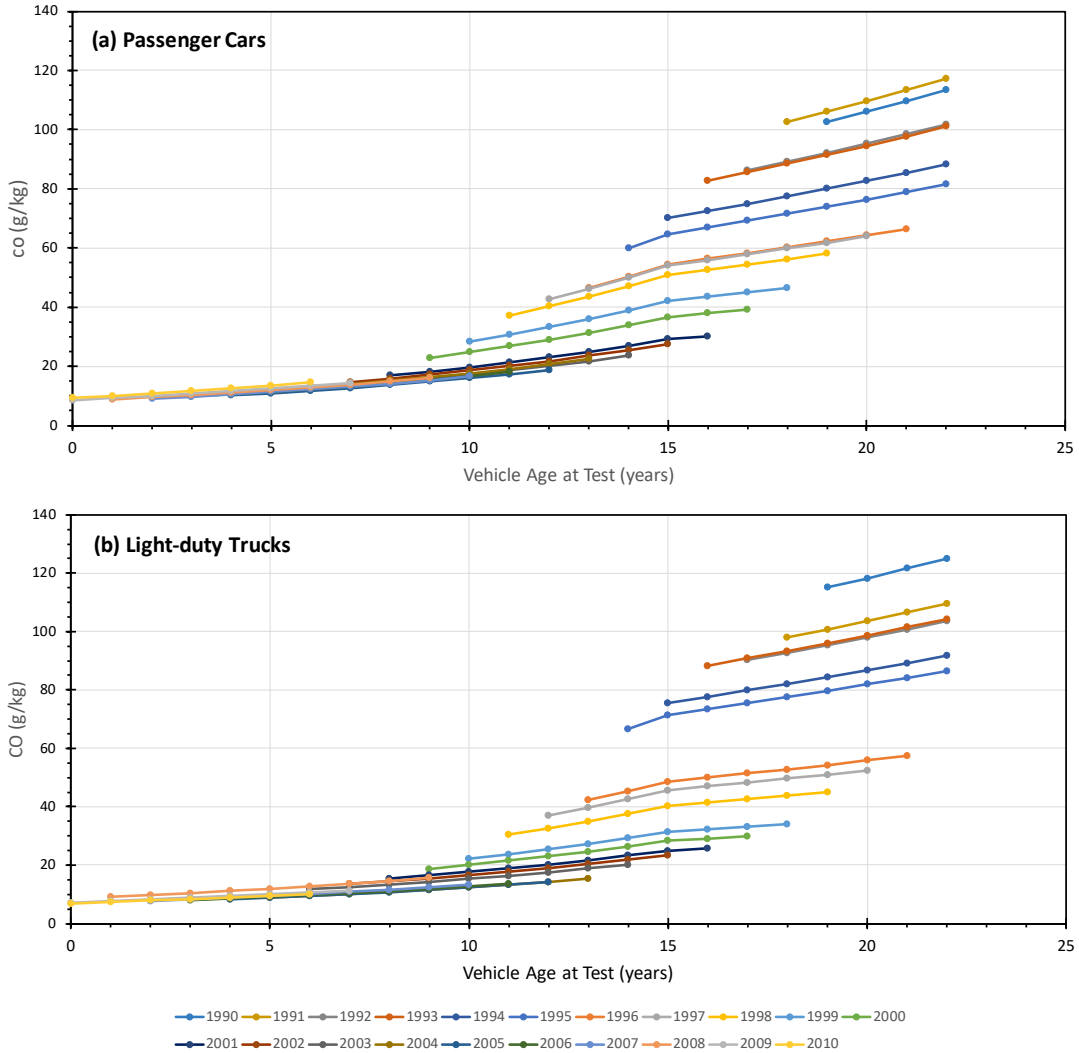 (a) Passenger Cars
140
120
100
80
60
40
20
0
co (g/kg)
0 5 10 15 20 25
Vehicle Age at Test (years)
(b) Light-duty Trucks
140
120
100
80
60
40
20
0
CO (g/kg)
0 5 10 15 20 25
Vehicle Age at Test (years)
1990 1991 1992 1993 1994 1995 1996 1997 1998 1999 2000
2001 2002 2003 2004 2005 2006 2007 2008 2009 2010